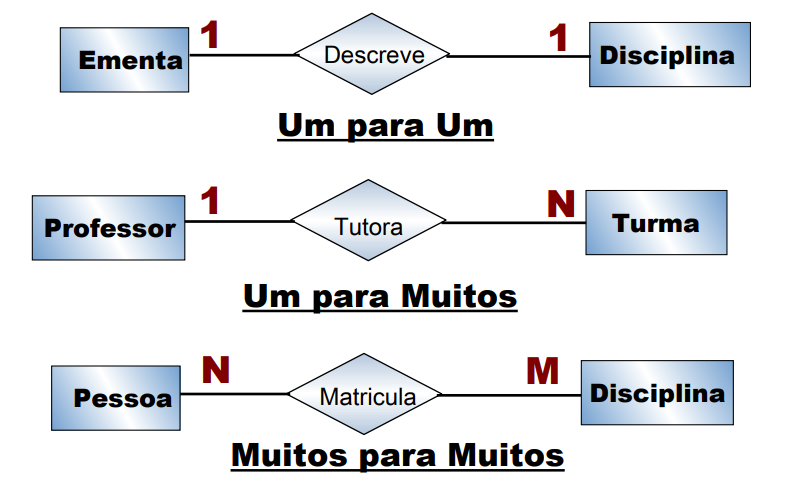 Ementa 1 Descreve 1 Disciplina
Um para Um
Professor 1 Tutora N Turma
Um para Muitos
Pessoa N Matricula M Disciplina
Muitos para Muitos